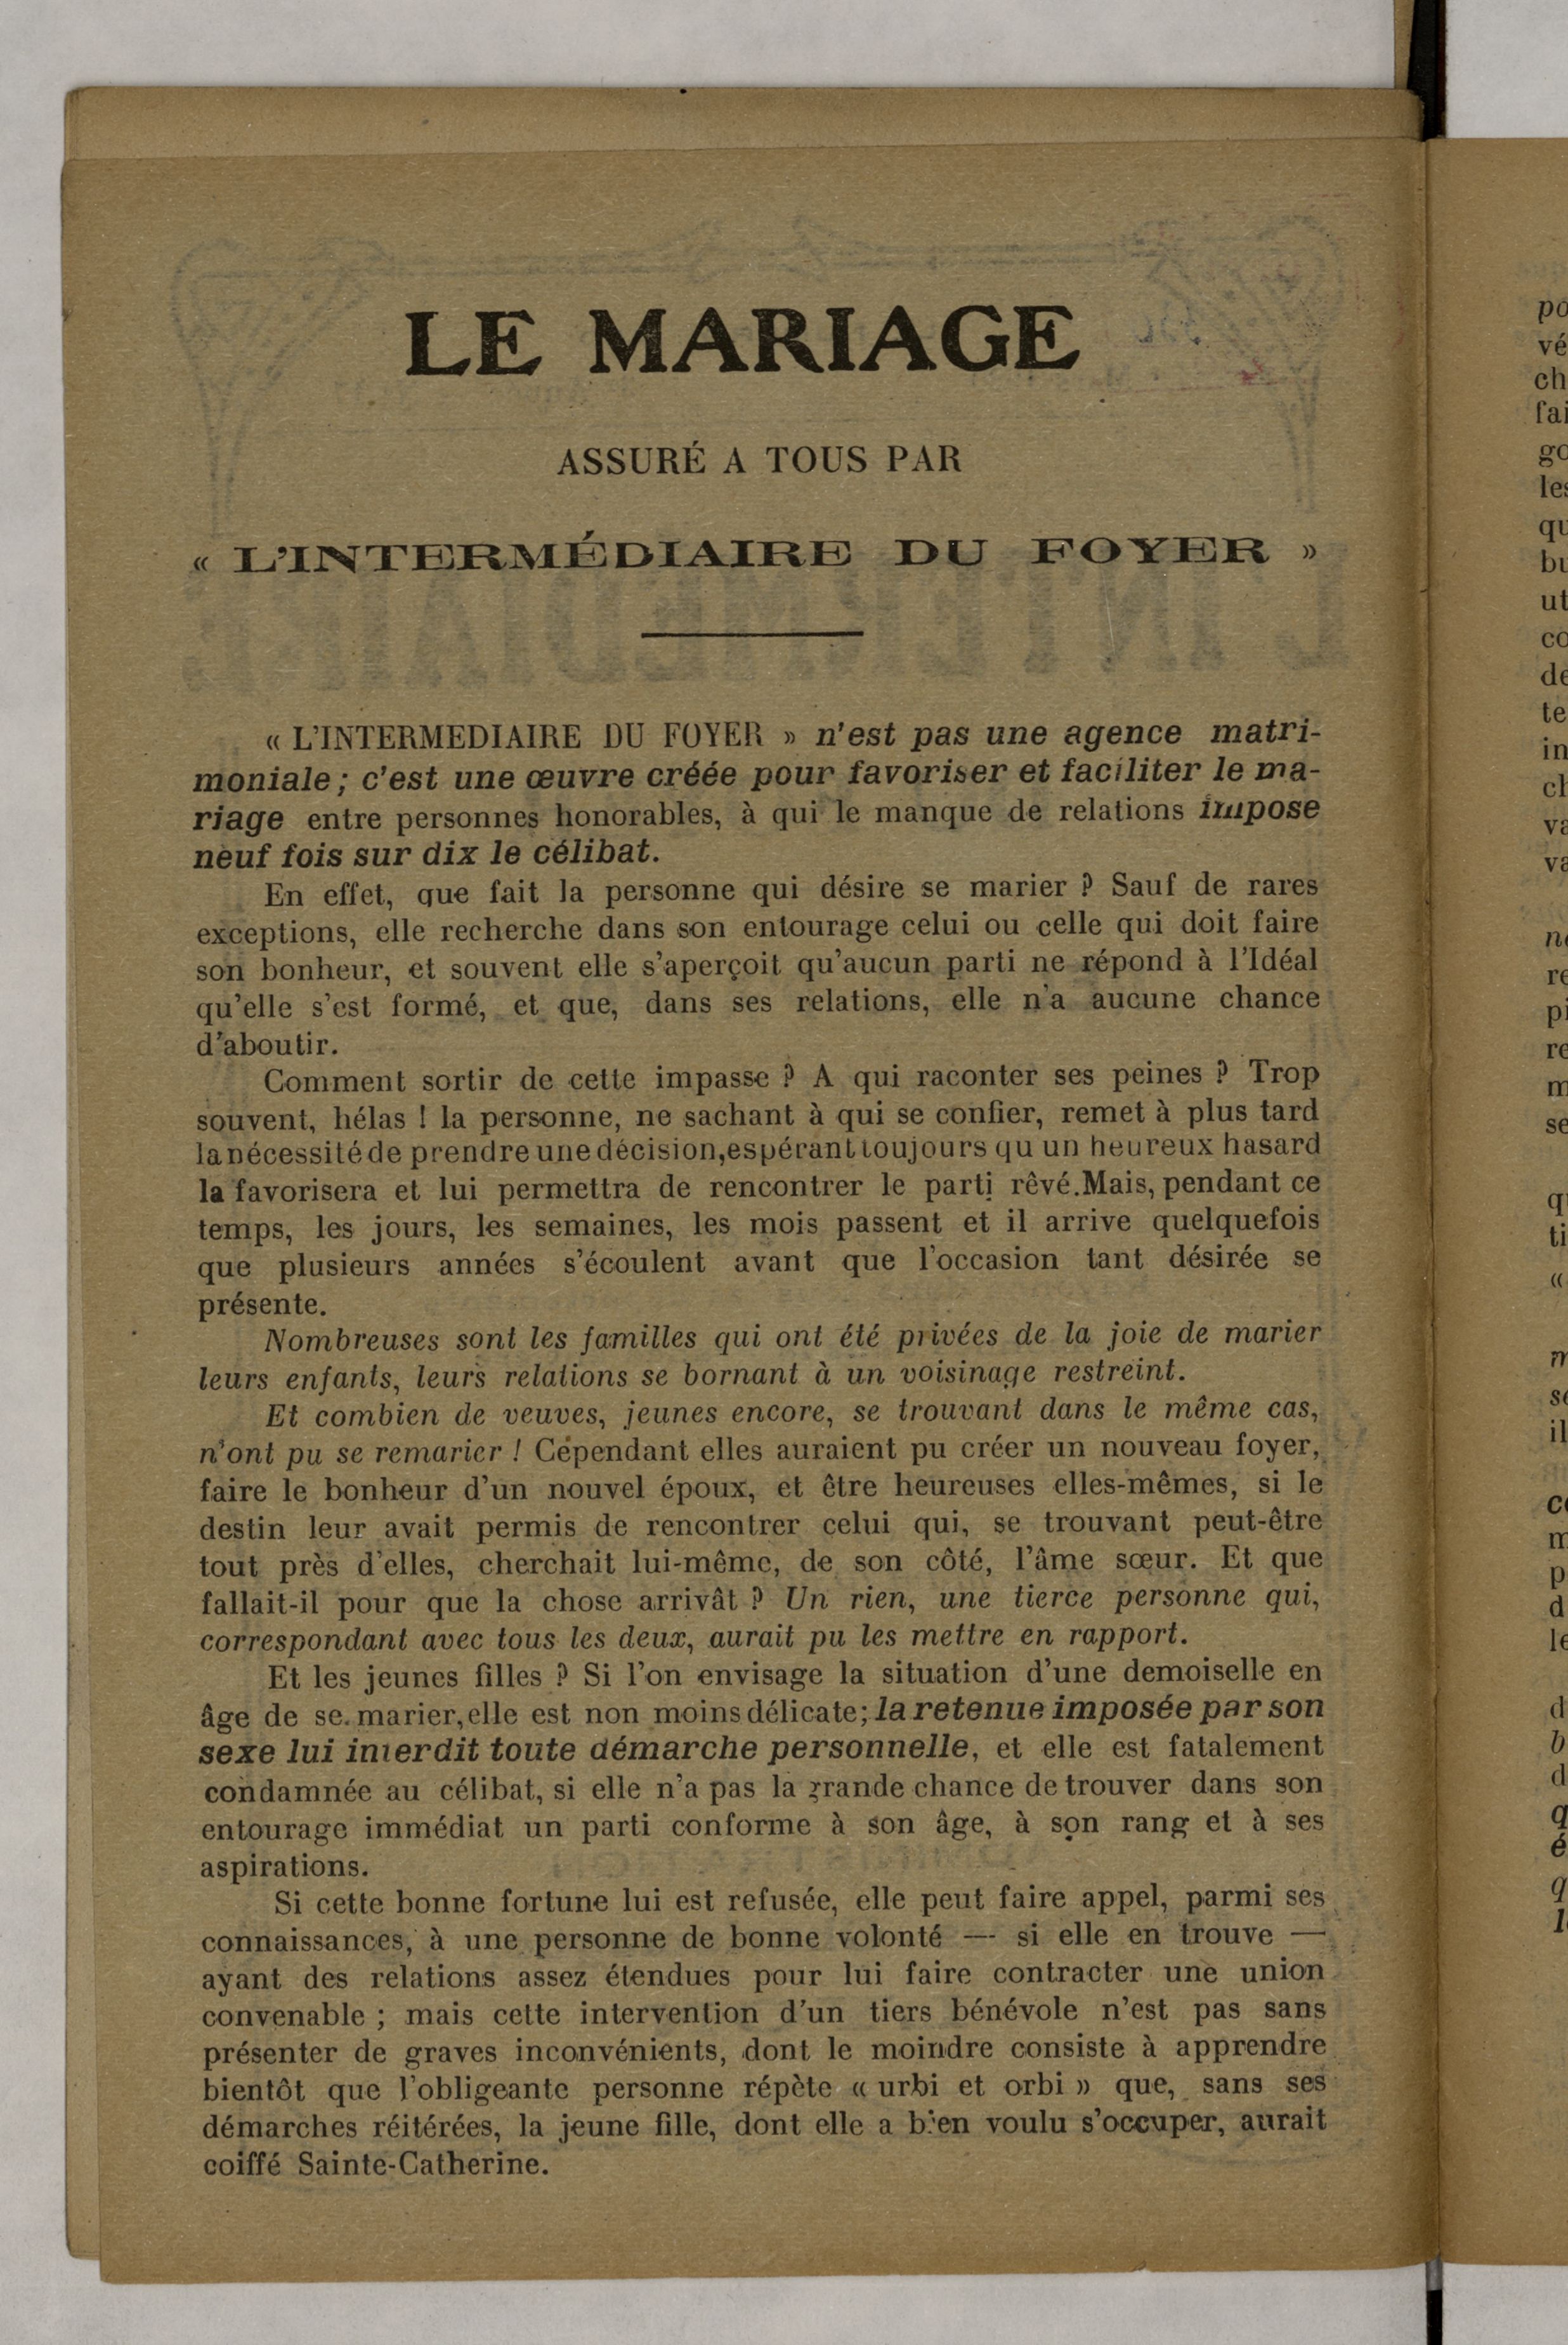 LE MARIAGE
ASSURÉ A TOUS PAR
« L'INTERMÉDIAIRE DU FOYER »
« L'INTERMEDIAIRE DU FOYER » n'est pas une agence matri-
moniale ; c'est une œuvre créée pour favoriser et faciliter le ma-
riage entre personnes honorables, à qui le manque de relations impose
neuf fois sur dix le célibat.
En effet, que fait la personne qui désire se marier ? Sauf de rares
exceptions, elle recherche dans son entourage celui ou celle qui doit faire
son bonheur, et souvent elle s'aperçoit qu'aucun parti ne répond à l'Idéal
qu'elle s'est formé, et que, dans ses relations, elle n'a aucune chance
d'aboutir.
Comment sortir de cette impasse ? A qui raconter ses peines ? Trop
souvent, hélas ! la personne, ne sachant à qui se confier, remet à plus tard
la nécessité de prendre une décision, espérant toujours qu un heureux hasard
la favorisera et lui permettra de rencontrer le parti rêvé. Mais, pendant ce
temps, les jours, les semaines, les mois passent et il arrive quelquefois
que plusieurs années s'écoulent avant que l'occasion tant désirée se
présente.
Nombreuses sont les familles qui ont été privées de la joie de marier
leurs enfants, leurs relations se bornant à un voisinage restreint.
Et combien de veuves, jeunes encore, se trouvant dans le même cas,
n'ont pu se remarier ! Cependant elles auraient pu créer un nouveau foyer,
faire le bonheur d'un nouvel époux, et être heureuses elles-mêmes, si le
destin leur avait permis de rencontrer celui qui, se trouvant peut-être
tout près d'elles, cherchait lui-même, de son côté, l'âme sœur. Et que
fallait-il pour que la chose arrivât ? Un rien, une tierce personne qui,
correspondant avec tous les deux, aurait pu les mettre en rapport.
Et les jeunes filles ? Si l'on envisage la situation d'une demoiselle en
âge de se marier, elle est non moins délicate ; la retenue imposée par son
sexe lui interdit toute démarche personnelle, et elle est fatalement
condamnée au célibat, si elle n'a pas la grande chance de trouver dans son
entourage immédiat un parti conforme à son âge, à son rang et à ses
aspirations.
Si cette bonne fortune lui est refusée, elle peut faire appel, parmi ses
connaissances, à une personne de bonne volonté — si elle en trouve —
ayant des relations assez étendues pour lui faire contracter une union
convenable ; mais cette intervention d'un tiers bénévole n'est pas sans
présenter de graves inconvénients, dont le moindre consiste à apprendre
bientôt que l'obligeante personne répète « urbi et orbi » que, sans ses
démarches réitérées, la jeune fille, dont elle a bien voulu s'occuper, aurait
coiffé Sainte-Catherine.